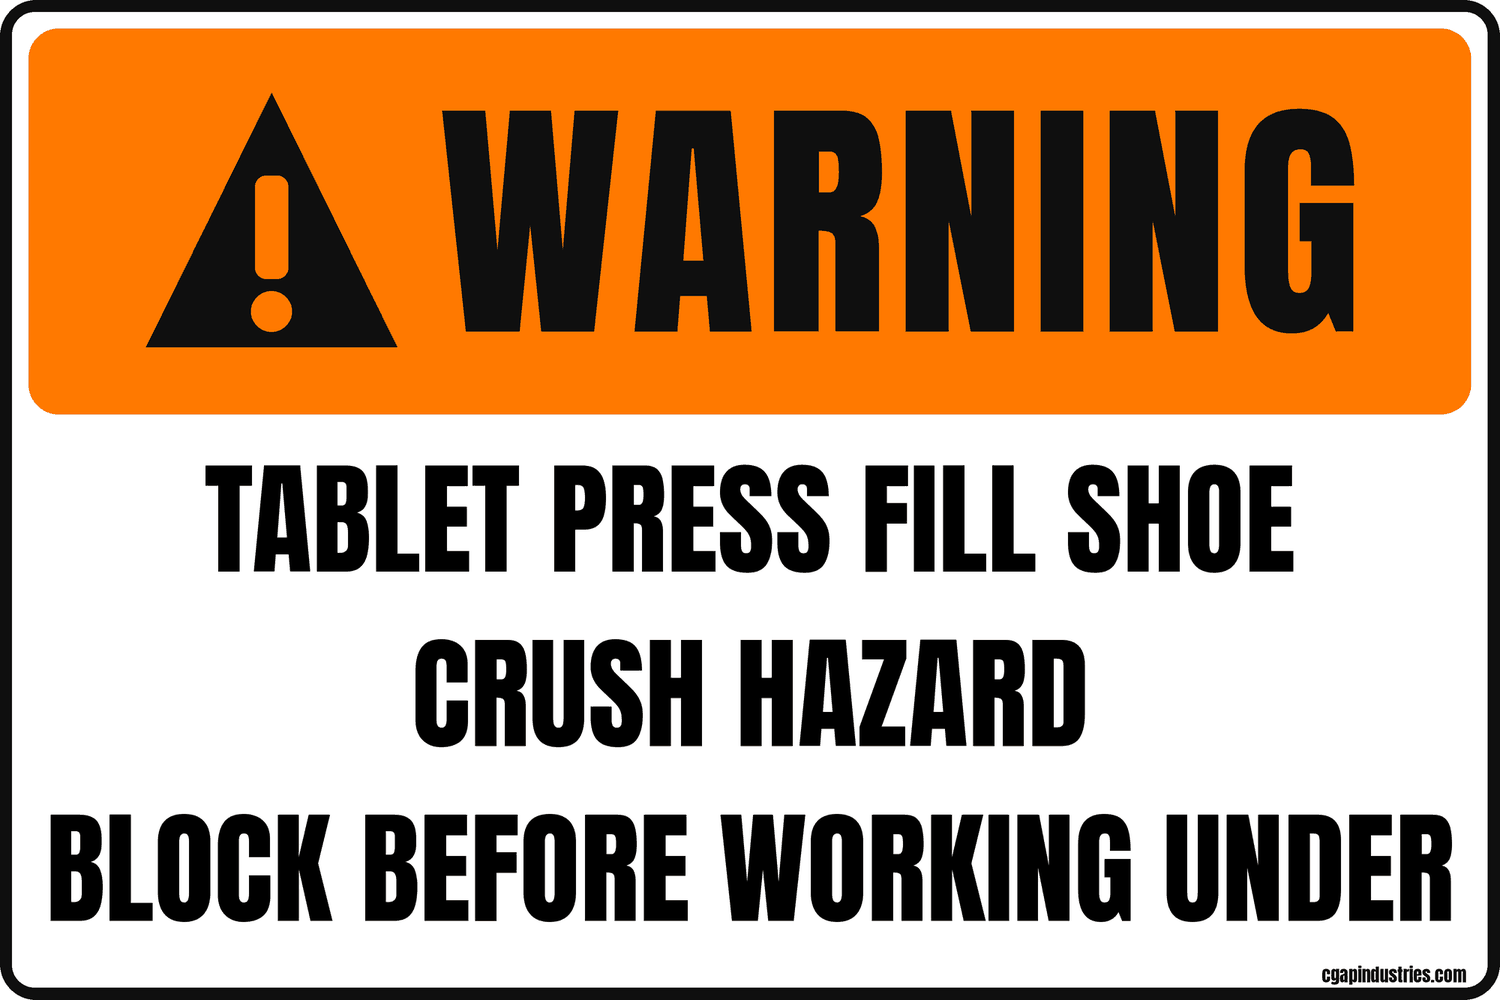 WARNING
TABLET PRESS FILL SHOE
CRUSH HAZARD
BLOCK BEFORE WORKING UNDER
cgapindustries.com